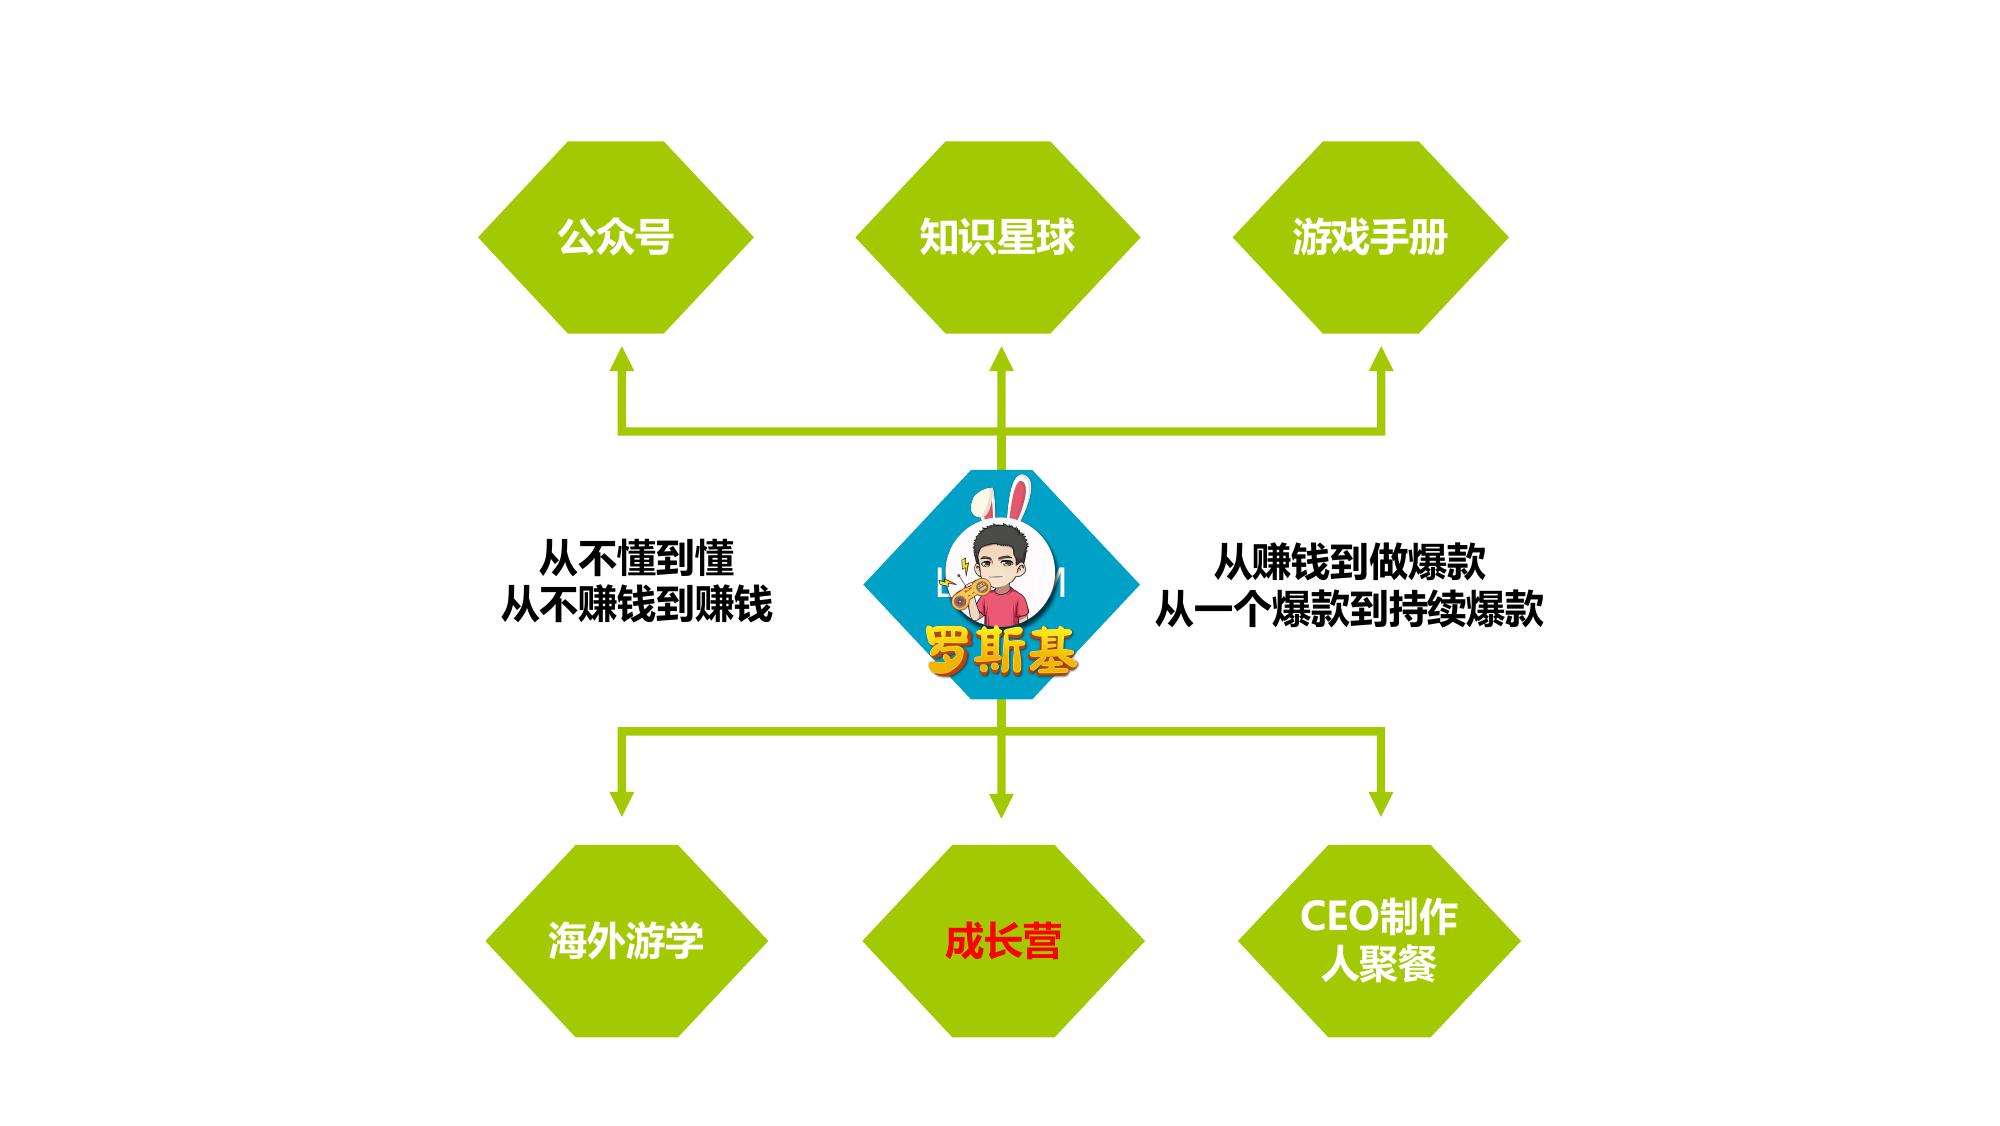 公众号
知识星球
游戏手册
从不懂到懂
从不赚钱到赚钱
罗斯基
从赚钱到做爆款
从一个爆款到持续爆款
海外游学
成长营
CEO制作
人聚餐